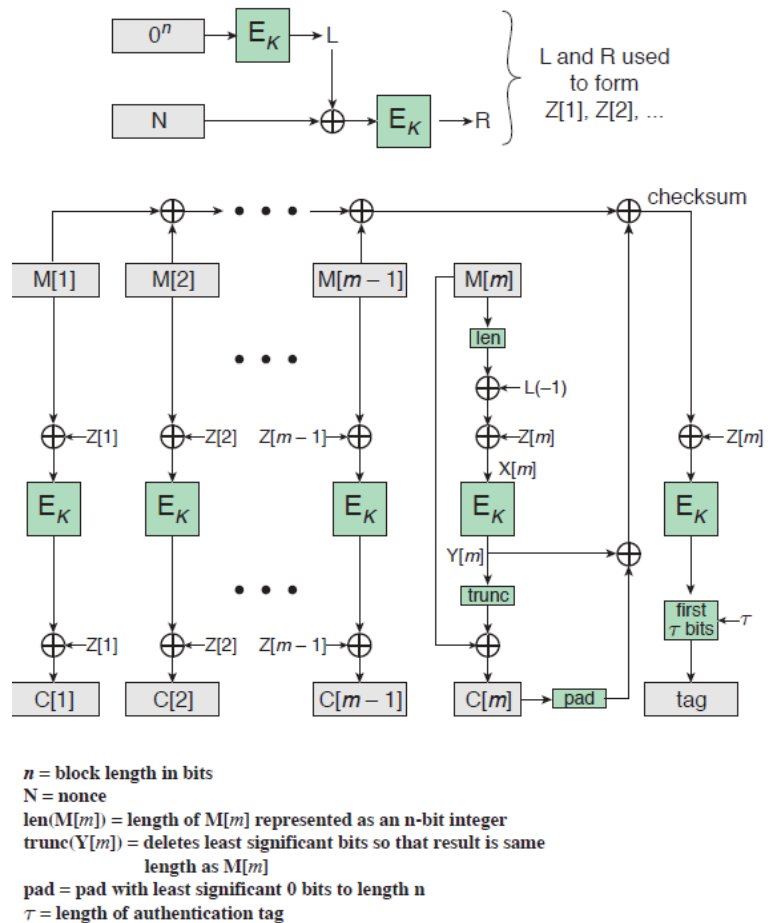 0ⁿ E_K L
N E_K R
L and R used
to form
Z[1], Z[2], ...
checksum
M[1] M[2] M[m – 1] M[m]
len
L(–1)
Z[1] Z[2] Z[m – 1] Z[m] Z[m]
X[m]
E_K E_K E_K E_K E_K
Y[m]
trunc
first
τ bits
τ
Z[1] Z[2] Z[m – 1]
C[1] C[2] C[m – 1] C[m] pad tag
n = block length in bits
N = nonce
len(M[m]) = length of M[m] represented as an n-bit integer
trunc(Y[m]) = deletes least significant bits so that result is same
length as M[m]
pad = pad with least significant 0 bits to length n
τ = length of authentication tag